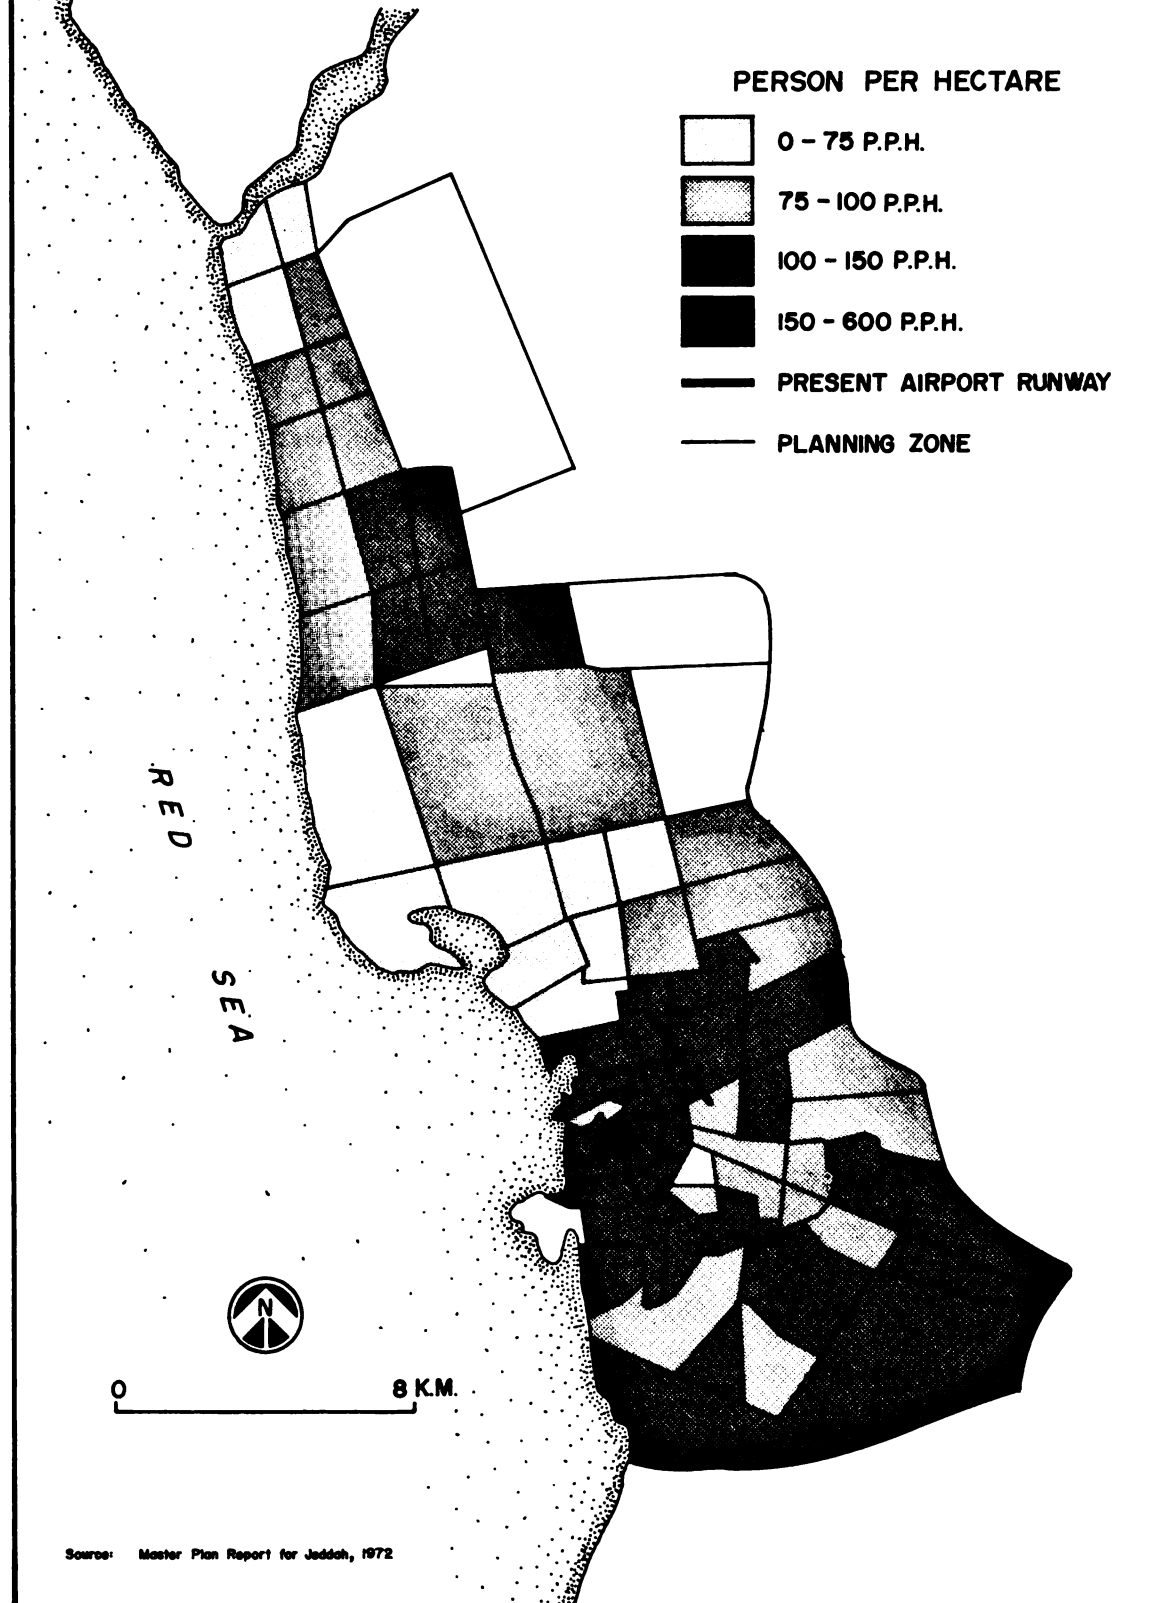 PERSON PER HECTARE
0 - 75 P.P.H.
75 - 100 P.P.H.
100 - 150 P.P.H.
150 - 600 P.P.H.
PRESENT AIRPORT RUNWAY
PLANNING ZONE
RED
SEA
N
0 8 K.M.
Source: Master Plan Report for Jeddah, 1972